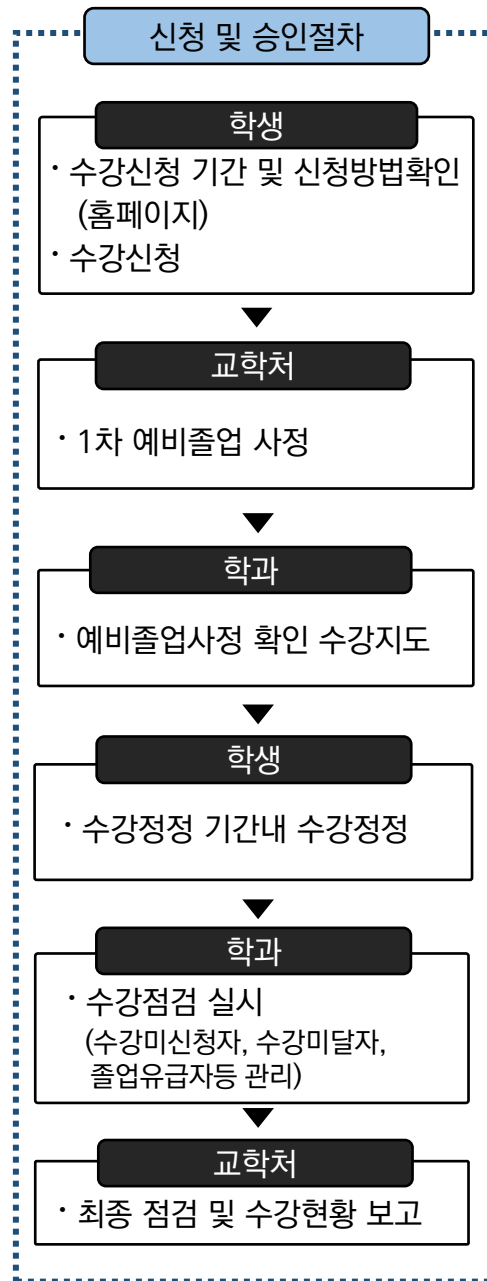 신청 및 승인절차
학생
· 수강신청 기간 및 신청방법확인
(홈페이지)
· 수강신청
교학처
· 1차 예비졸업 사정
학과
· 예비졸업사정 확인 수강지도
학생
· 수강정정 기간내 수강정정
학과
· 수강점검 실시
(수강미신청자, 수강미달자,
졸업유급자등 관리)
교학처
· 최종 점검 및 수강현황 보고